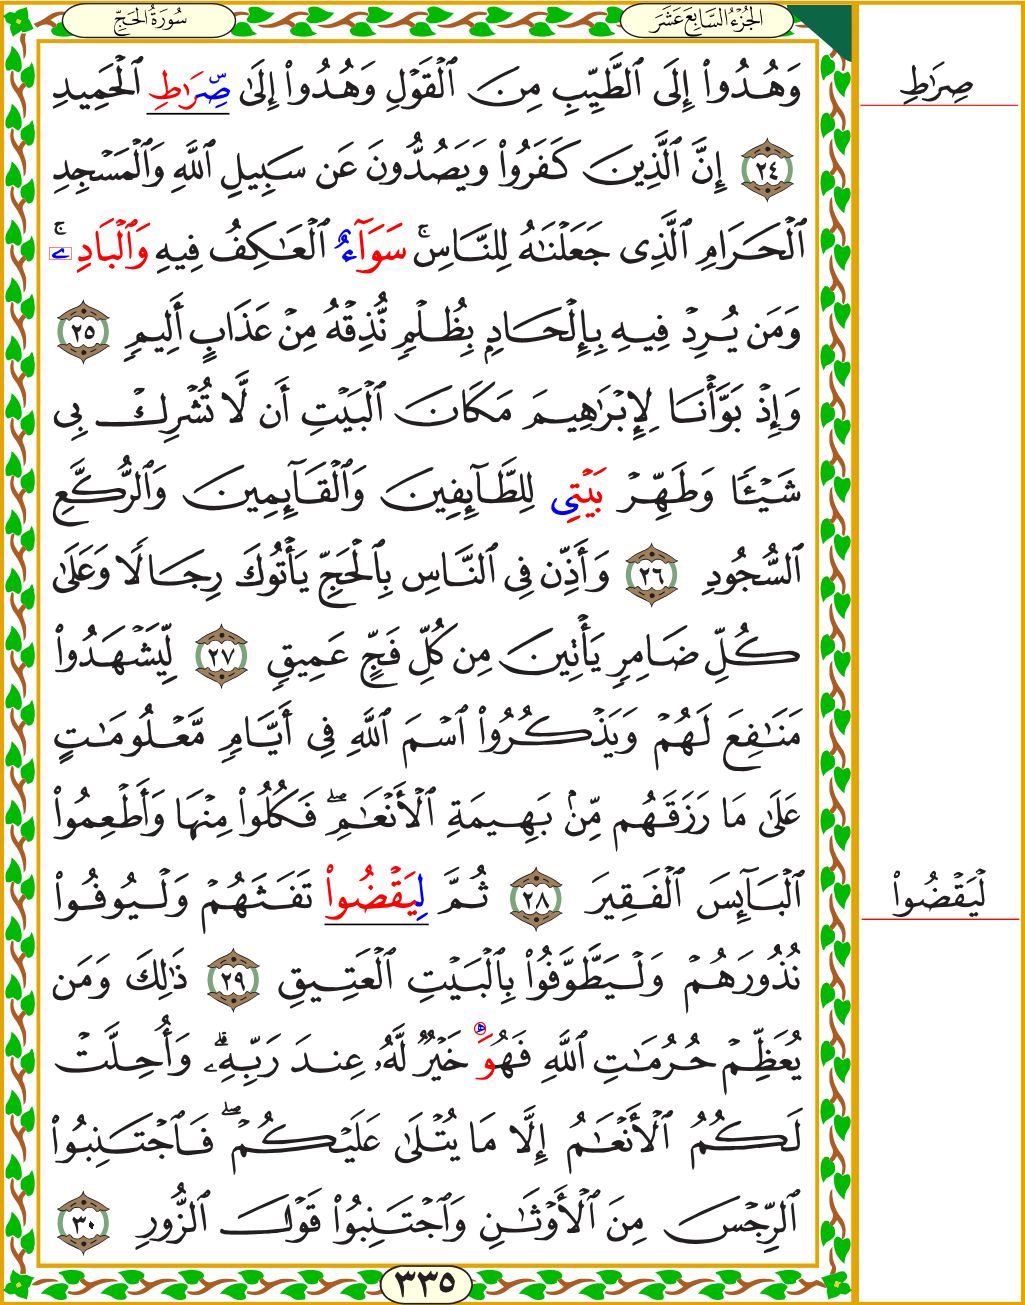 سُورَةُ الحَجِّ
الجُزْءُ السَّابِعَ عَشَرَ
وَهُدُوٓاْ إِلَى ٱلطَّيِّبِ مِنَ ٱلۡقَوۡلِ وَهُدُوٓاْ إِلَىٰ صِّرَٰطِ ٱلۡحَمِيدِ
٢٤ إِنَّ ٱلَّذِينَ كَفَرُواْ وَيَصُدُّونَ عَن سَبِيلِ ٱللَّهِ وَٱلۡمَسۡجِدِ
ٱلۡحَرَامِ ٱلَّذِي جَعَلۡنَٰهُ لِلنَّاسِۚ سَوَآءٌ ٱلۡعَٰكِفُ فِيهِ وَٱلۡبَادِۦۚ
وَمَن يُرِدۡ فِيهِ بِإِلۡحَادِۭ بِظُلۡمٖ نُّذِقۡهُ مِنۡ عَذَابٍ أَلِيمٖ ٢٥
وَإِذۡ بَوَّأۡنَا لِإِبۡرَٰهِيمَ مَكَانَ ٱلۡبَيۡتِ أَن لَّا تُشۡرِكۡ بِي
شَيۡـٔٗا وَطَهِّرۡ بَيۡتِي لِلطَّآئِفِينَ وَٱلۡقَآئِمِينَ وَٱلرُّكَّعِ
ٱلسُّجُودِ ٢٦ وَأَذِّن فِي ٱلنَّاسِ بِٱلۡحَجِّ يَأۡتُوكَ رِجَالٗا وَعَلَىٰ
كُلِّ ضَامِرٖ يَأۡتِينَ مِن كُلِّ فَجٍّ عَمِيقٖ ٢٧ لِّيَشۡهَدُواْ
مَنَٰفِعَ لَهُمۡ وَيَذۡكُرُواْ ٱسۡمَ ٱللَّهِ فِيٓ أَيَّامٖ مَّعۡلُومَٰتٍ
عَلَىٰ مَا رَزَقَهُم مِّنۢ بَهِيمَةِ ٱلۡأَنۡعَٰمِۖ فَكُلُواْ مِنۡهَا وَأَطۡعِمُواْ
ٱلۡبَآئِسَ ٱلۡفَقِيرَ ٢٨ ثُمَّ لِيَقۡضُواْ تَفَثَهُمۡ وَلۡيُوفُواْ
نُذُورَهُمۡ وَلۡيَطَّوَّفُواْ بِٱلۡبَيۡتِ ٱلۡعَتِيقِ ٢٩ ذَٰلِكَۖ وَمَن
يُعَظِّمۡ حُرُمَٰتِ ٱللَّهِ فَهُوَ خَيۡرٞ لَّهُۥ عِندَ رَبِّهِۦۗ وَأُحِلَّتۡ
لَكُمُ ٱلۡأَنۡعَٰمُ إِلَّا مَا يُتۡلَىٰ عَلَيۡكُمۡۖ فَٱجۡتَنِبُواْ
ٱلرِّجۡسَ مِنَ ٱلۡأَوۡثَٰنِ وَٱجۡتَنِبُواْ قَوۡلَ ٱلزُّورِ ٣٠
٣٣٥
صِرَٰطِ
لۡيَقۡضُواْ